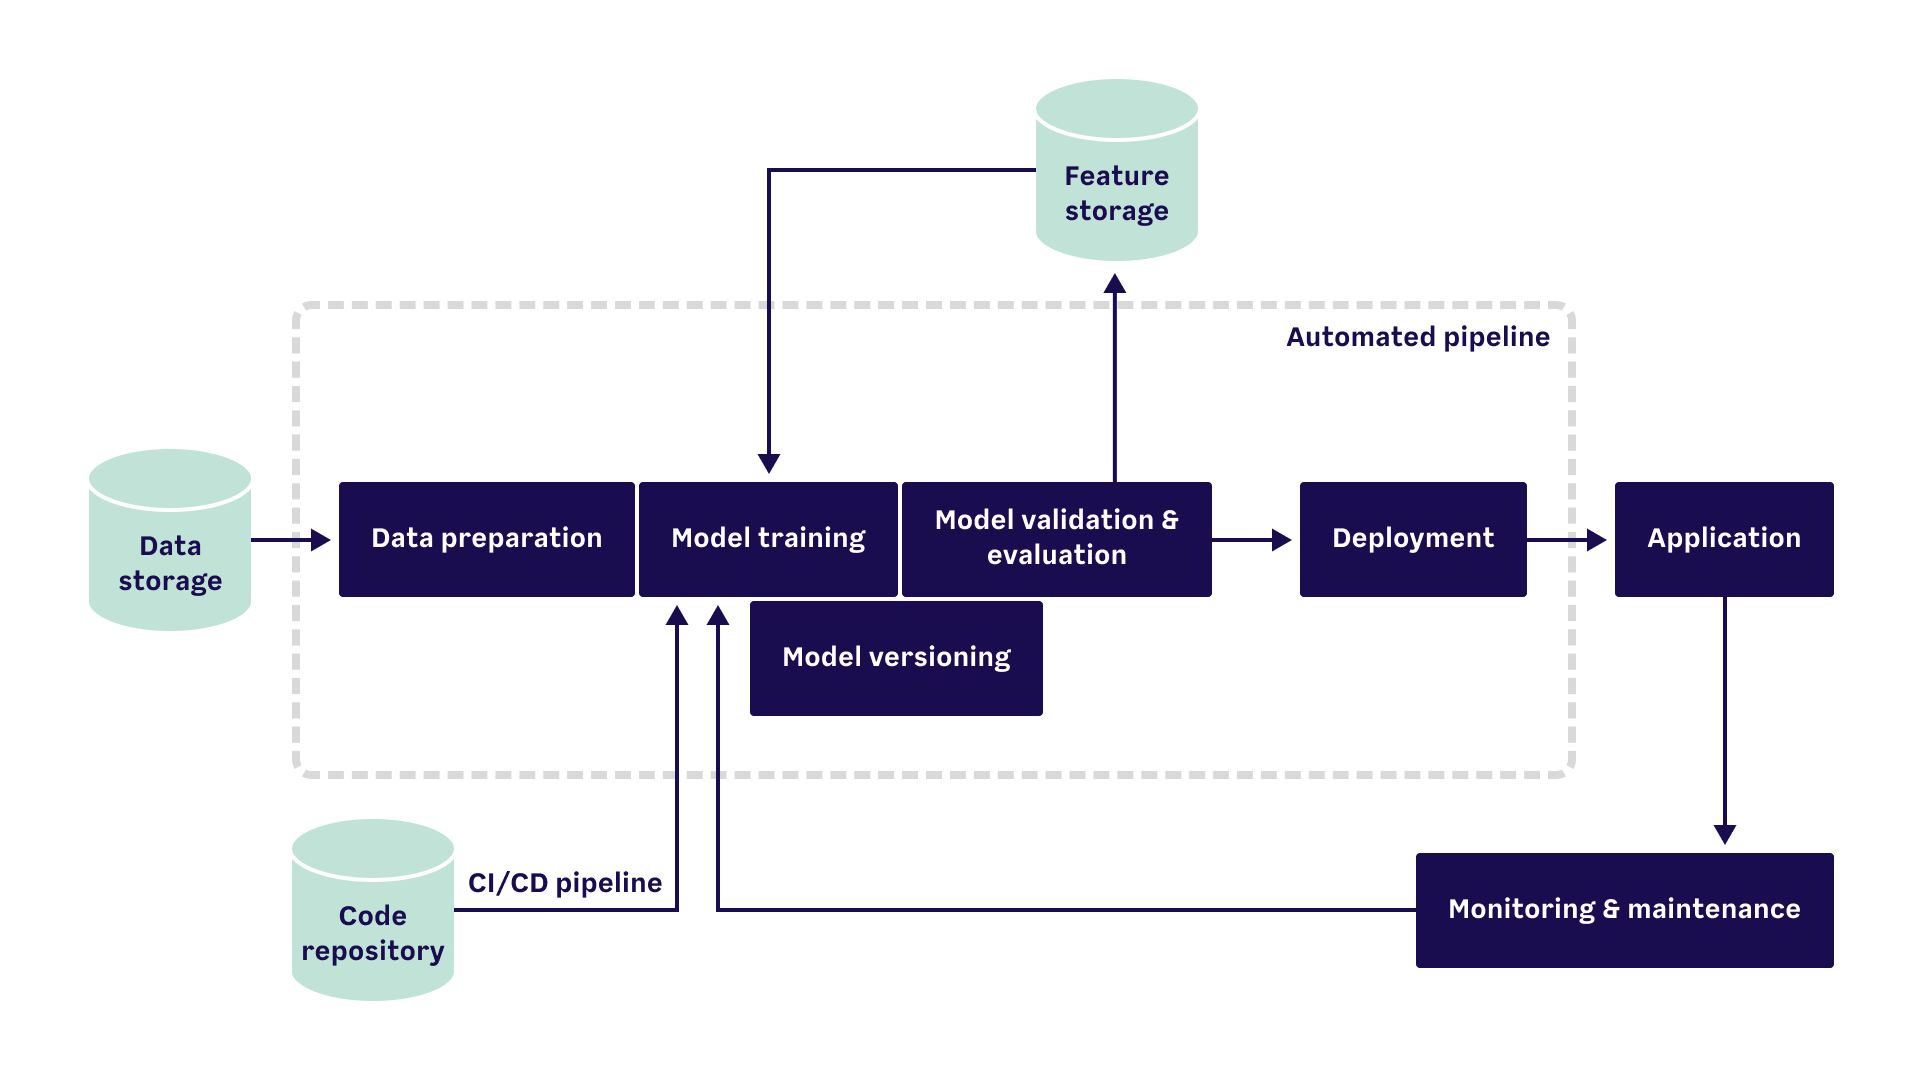 Feature
storage
Automated pipeline
Data
storage
Data preparation
Model training
Model validation &
evaluation
Deployment
Application
Model versioning
CI/CD pipeline
Code
repository
Monitoring & maintenance